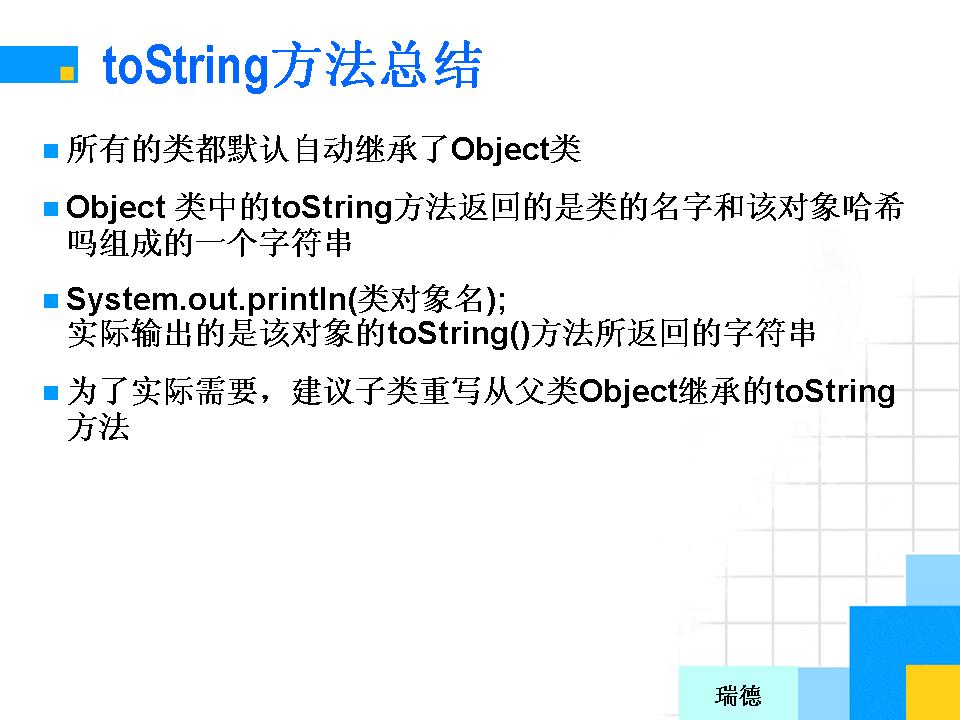 toString方法总结
所有的类都默认自动继承了Object类
Object 类中的toString方法返回的是类的名字和该对象哈希
吗组成的一个字符串
System.out.println(类对象名);
实际输出的是该对象的toString()方法所返回的字符串
为了实际需要，建议子类重写从父类Object继承的toString
方法
瑞德